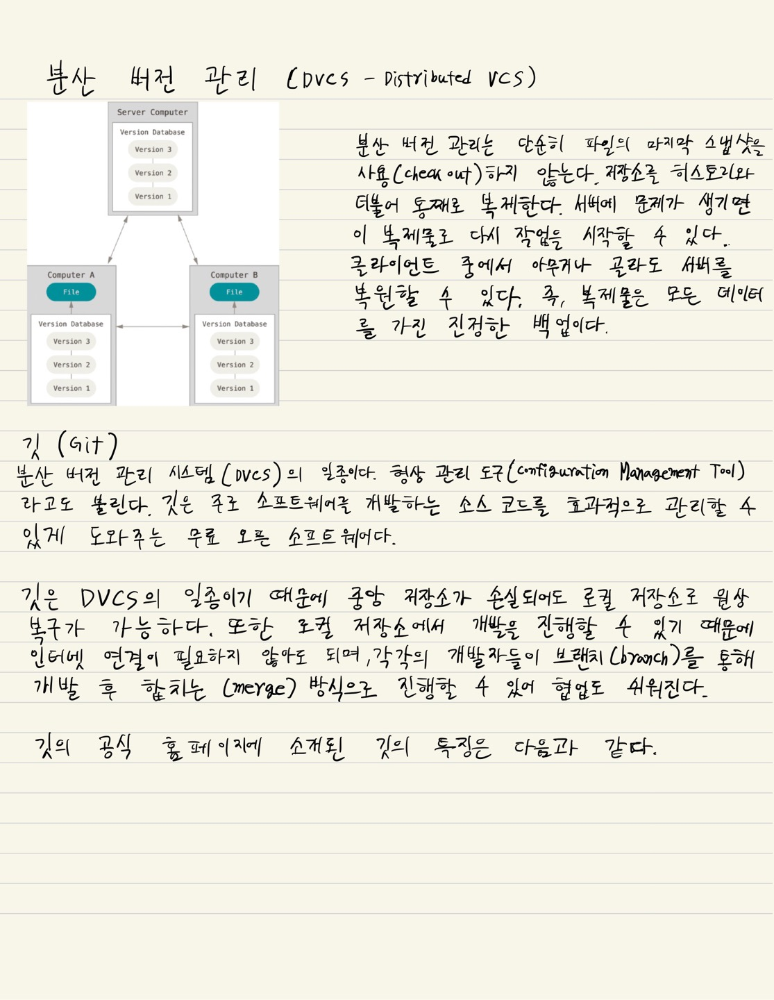 분산 버전 관리 (DVCS - Distributed VCS)
Server Computer
Version Database
Version 3
Version 2
Version 1
Computer A
File
Version Database
Version 3
Version 2
Version 1
Computer B
File
Version Database
Version 3
Version 2
Version 1
분산 버전 관리는 단순히 파일의 마지막 스냅샷을
사용(check out)하지 않는다. 저장소를 히스토리와
더불어 통째로 복제한다. 서버에 문제가 생기면
이 복제물로 다시 작업을 시작할 수 있다.
클라이언트 중에서 아무거나 골라도 서버를
복원할 수 있다. 즉, 복제물은 모든 데이터
를 가진 진정한 백업이다.
깃 (Git)
분산 버전 관리 시스템(DVCS)의 일종이다. 형상 관리 도구(Configuration Management Tool)
라고도 불린다. 깃은 주로 소프트웨어를 개발하는 소스 코드를 효과적으로 관리할 수
있게 도와주는 무료 오픈 소프트웨어다.
깃은 DVCS의 일종이기 때문에 중앙 저장소가 손실되어도 로컬 저장소로 원상
복구가 가능하다. 또한 로컬 저장소에서 개발을 진행할 수 있기 때문에
인터넷 연결이 필요하지 않아도 되며, 각각의 개발자들이 브랜치(branch)를 통해
개발 후 합치는 (merge) 방식으로 진행할 수 있어 협업도 쉬워진다.
깃의 공식 홈페이지에 소개된 깃의 특징은 다음과 같다.